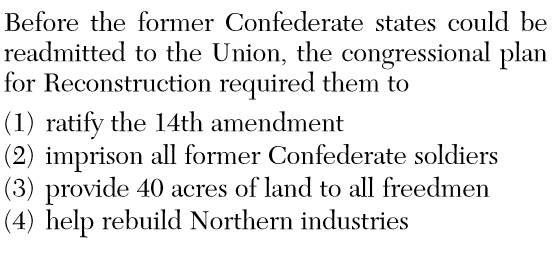 Before the former Confederate states could be
readmitted to the Union, the congressional plan
for Reconstruction required them to
(1) ratify the 14th amendment
(2) imprison all former Confederate soldiers
(3) provide 40 acres of land to all freedmen
(4) help rebuild Northern industries